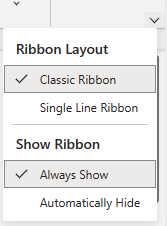 Ribbon Layout
Classic Ribbon
Single Line Ribbon
Show Ribbon
Always Show
Automatically Hide